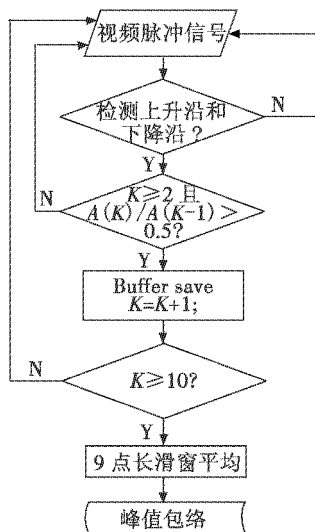 视频脉冲信号
检测上升沿和
下降沿？
N
Y
K≥2 且
A(K)/A(K-1)>
0.5?
N
Y
Buffer save
K=K+1;
N
K≥10?
Y
9 点长滑窗平均
峰值包络